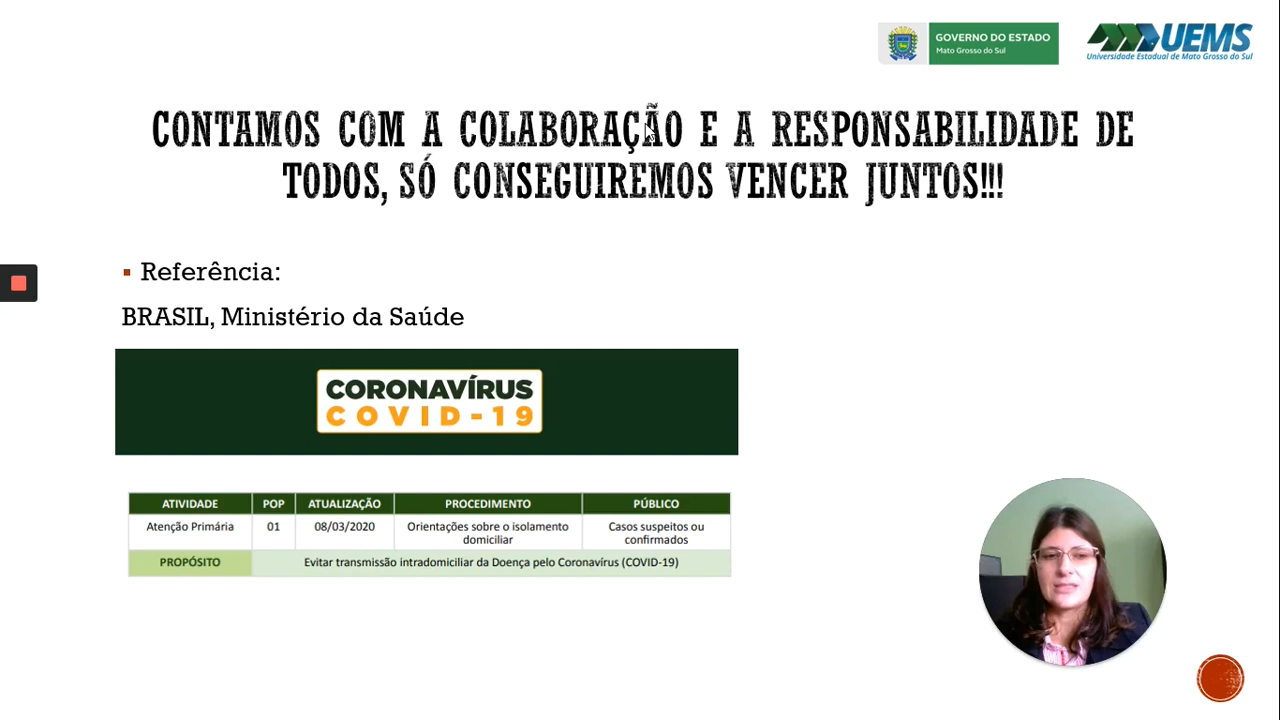 GOVERNO DO ESTADO
Mato Grosso do Sul
UEMS
Universidade Estadual de Mato Grosso do Sul
CONTAMOS COM A COLABORAÇÃO E A RESPONSABILIDADE DE
TODOS, SÓ CONSEGUIREMOS VENCER JUNTOS!!!
▪ Referência:
BRASIL, Ministério da Saúde
CORONAVÍRUS
COVID-19
ATIVIDADE POP ATUALIZAÇÃO PROCEDIMENTO PÚBLICO
Atenção Primária 01 08/03/2020 Orientações sobre o isolamento domiciliar Casos suspeitos ou confirmados
PROPÓSITO Evitar transmissão intradomiciliar da Doença pelo Coronavírus (COVID-19)